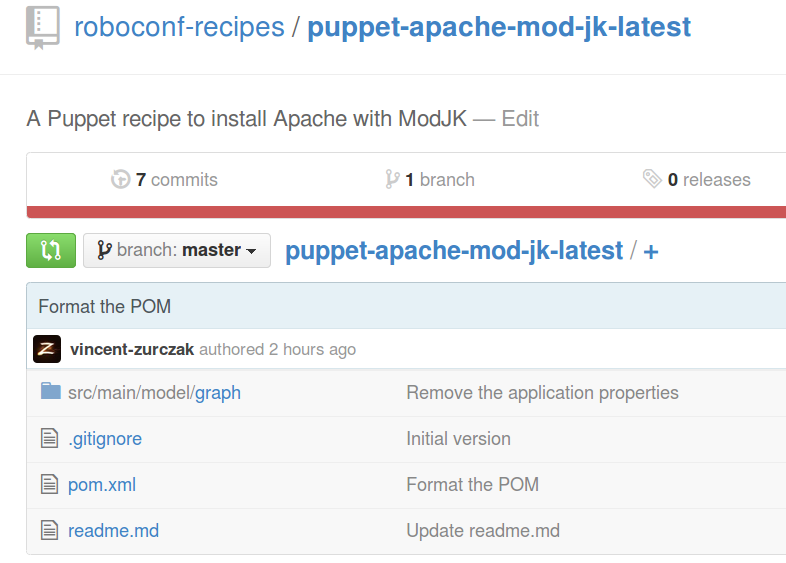 roboconf-recipes / puppet-apache-mod-jk-latest
A Puppet recipe to install Apache with ModJK — Edit
7 commits 1 branch 0 releases
branch: master puppet-apache-mod-jk-latest / +
Format the POM
vincent-zurczak authored 2 hours ago
src/main/model/graph Remove the application properties
.gitignore Initial version
pom.xml Format the POM
readme.md Update readme.md